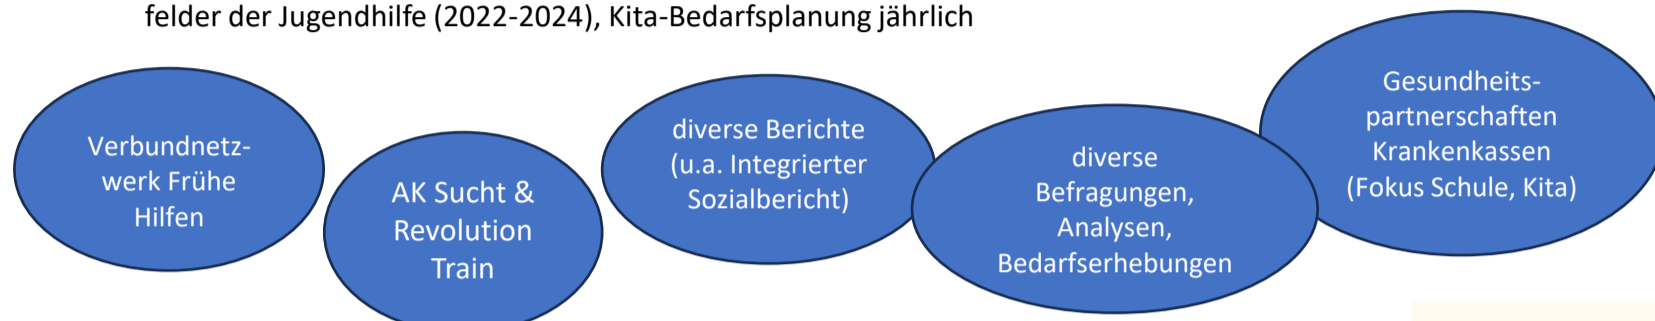 felder der Jugendhilfe (2022-2024), Kita-Bedarfsplanung jährlich
Verbundnetz-
werk Frühe
Hilfen
AK Sucht &
Revolution
Train
diverse Berichte
(u.a. Integrierter
Sozialbericht)
diverse
Befragungen,
Analysen,
Bedarfserhebungen
Gesundheits-
partnerschaften
Krankenkassen
(Fokus Schule, Kita)